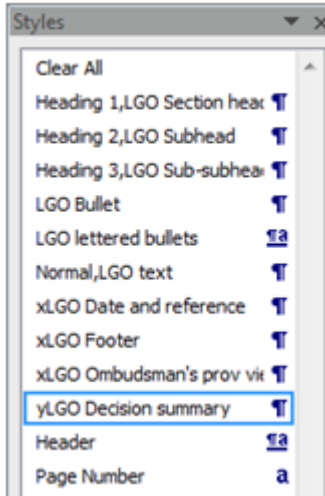 Styles
Clear All
Heading 1,LGO Section head ¶
Heading 2,LGO Subhead ¶
Heading 3,LGO Sub-subhea ¶
LGO Bullet ¶
LGO lettered bullets ¶a
Normal,LGO text ¶
xLGO Date and reference ¶
xLGO Footer ¶
xLGO Ombudsman's prov vie ¶
yLGO Decision summary ¶
Header ¶a
Page Number a